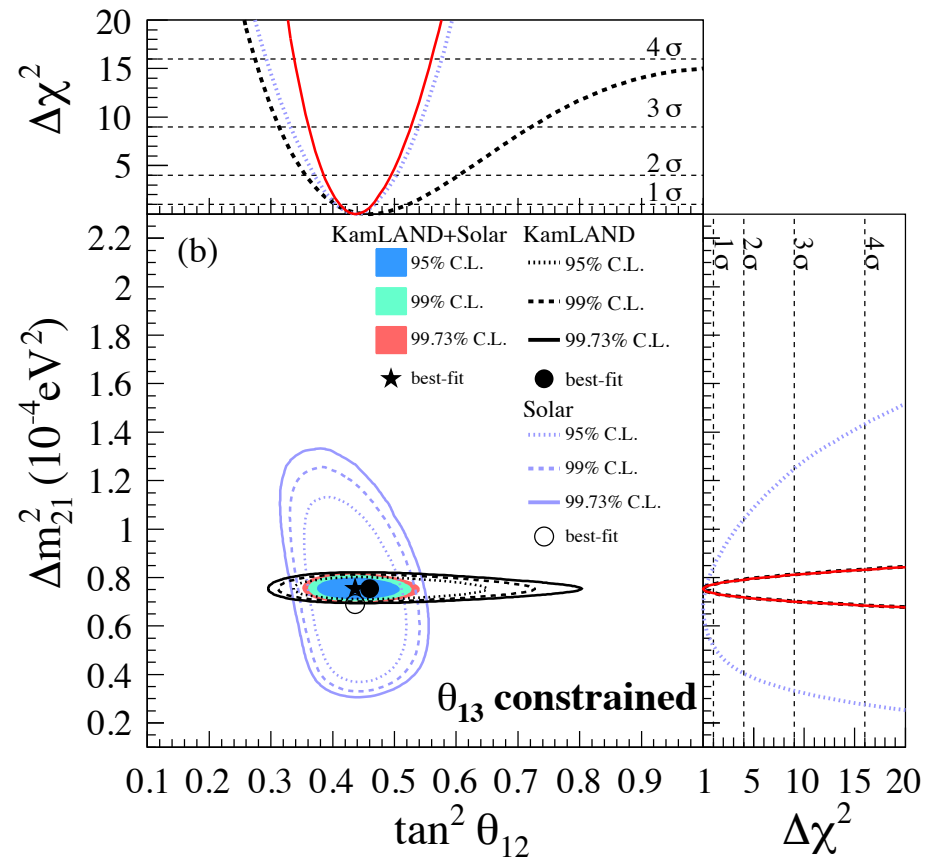 20
15
10
5
Δχ²
4 σ
3 σ
2 σ
1 σ
(b)
KamLAND+Solar
95% C.L.
99% C.L.
99.73% C.L.
best-fit
KamLAND
95% C.L.
99% C.L.
99.73% C.L.
best-fit
Solar
95% C.L.
99% C.L.
99.73% C.L.
best-fit
θ₁₃ constrained
Δm²₂₁ (10⁻⁴eV²)
2.2
2
1.8
1.6
1.4
1.2
1
0.8
0.6
0.4
0.2
1 σ
2 σ
3 σ
4 σ
0.1 0.2 0.3 0.4 0.5 0.6 0.7 0.8 0.9 1 5 10 15 20
tan² θ₁₂
Δχ²